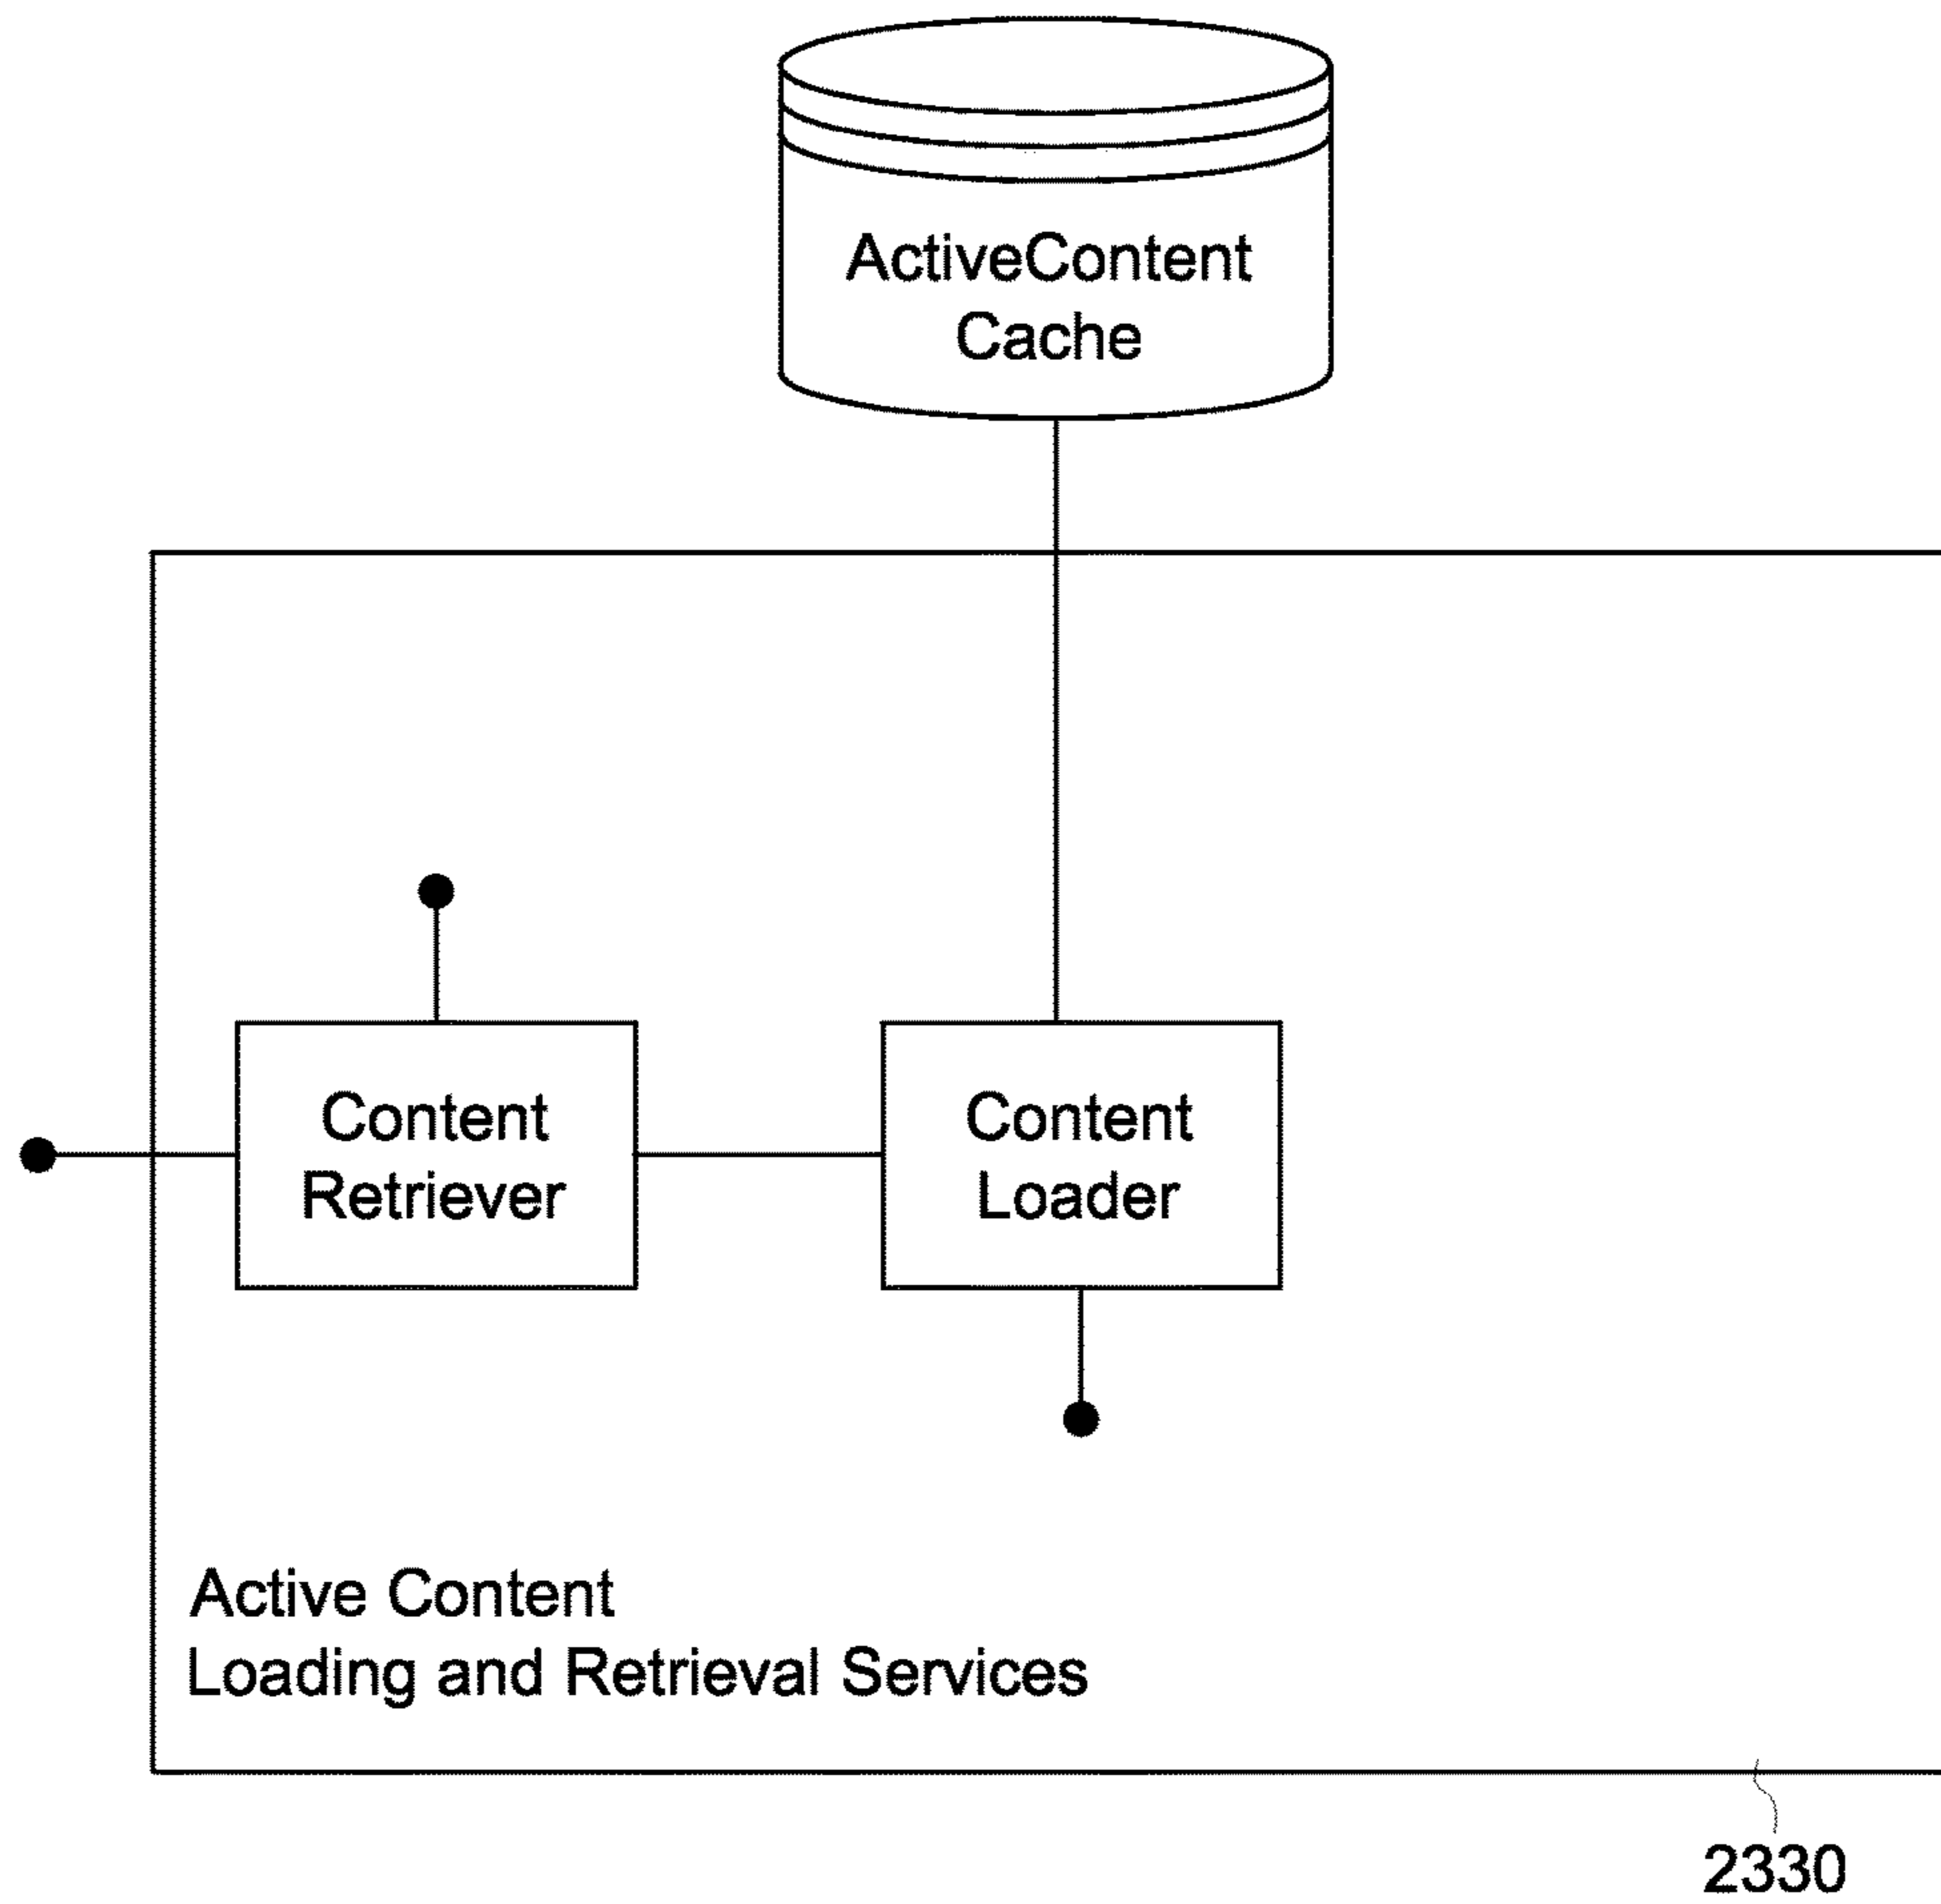 ActiveContent
Cache
Content
Retriever
Content
Loader
Active Content
Loading and Retrieval Services
2330